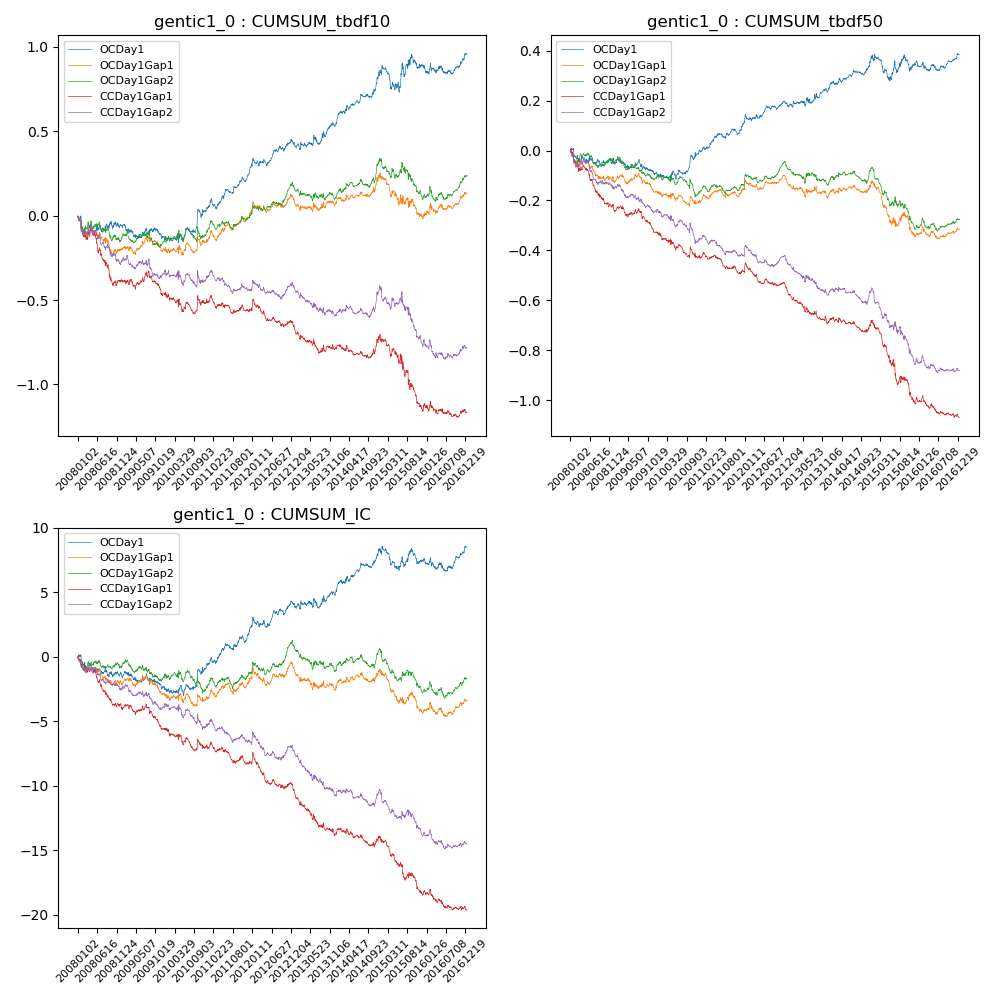 gentic1_0 : CUMSUM_tbdf10
OCDay1
OCDay1Gap1
OCDay1Gap2
CCDay1Gap1
CCDay1Gap2
1.0
0.5
0.0
−0.5
−1.0
20080102 20080616 20081124 20090507 20091019 20100329 20100903 20110223 20110801 20120111 20120627 20121204 20130523 20131106 20140417 20140923 20150311 20150814 20160126 20160708 20161219
gentic1_0 : CUMSUM_tbdf50
OCDay1
OCDay1Gap1
OCDay1Gap2
CCDay1Gap1
CCDay1Gap2
0.4
0.2
0.0
−0.2
−0.4
−0.6
−0.8
−1.0
20080102 20080616 20081124 20090507 20091019 20100329 20100903 20110223 20110801 20120111 20120627 20121204 20130523 20131106 20140417 20140923 20150311 20150814 20160126 20160708 20161219
gentic1_0 : CUMSUM_IC
OCDay1
OCDay1Gap1
OCDay1Gap2
CCDay1Gap1
CCDay1Gap2
10
5
0
−5
−10
−15
−20
20080102 20080616 20081124 20090507 20091019 20100329 20100903 20110223 20110801 20120111 20120627 20121204 20130523 20131106 20140417 20140923 20150311 20150814 20160126 20160708 20161219